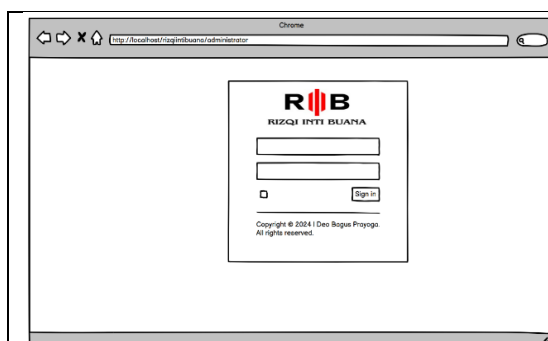 Chrome
http://localhost/rizqiintibuana/administrator
RIB
RIZQI INTI BUANA
Sign in
Copyright © 2024 | Deo Bagus Prayoga.
All rights reserved.